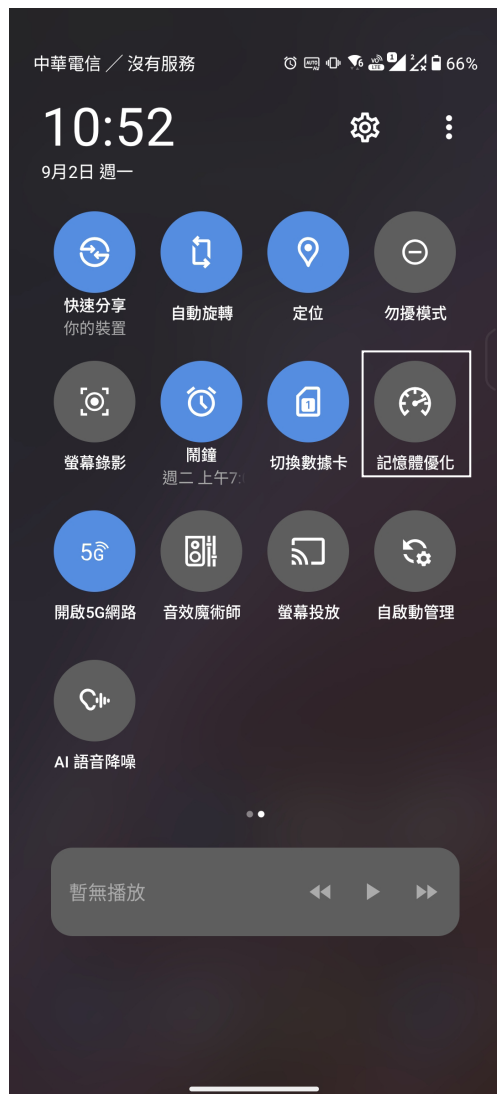 中華電信 ／ 沒有服務 66%
10:52
9月2日 週一
快速分享
你的裝置
自動旋轉
定位
勿擾模式
螢幕錄影
鬧鐘
週二 上午7:
切換數據卡
記憶體優化
5G
開啟5G網路
音效魔術師
螢幕投放
自啟動管理
AI 語音降噪
暫無播放